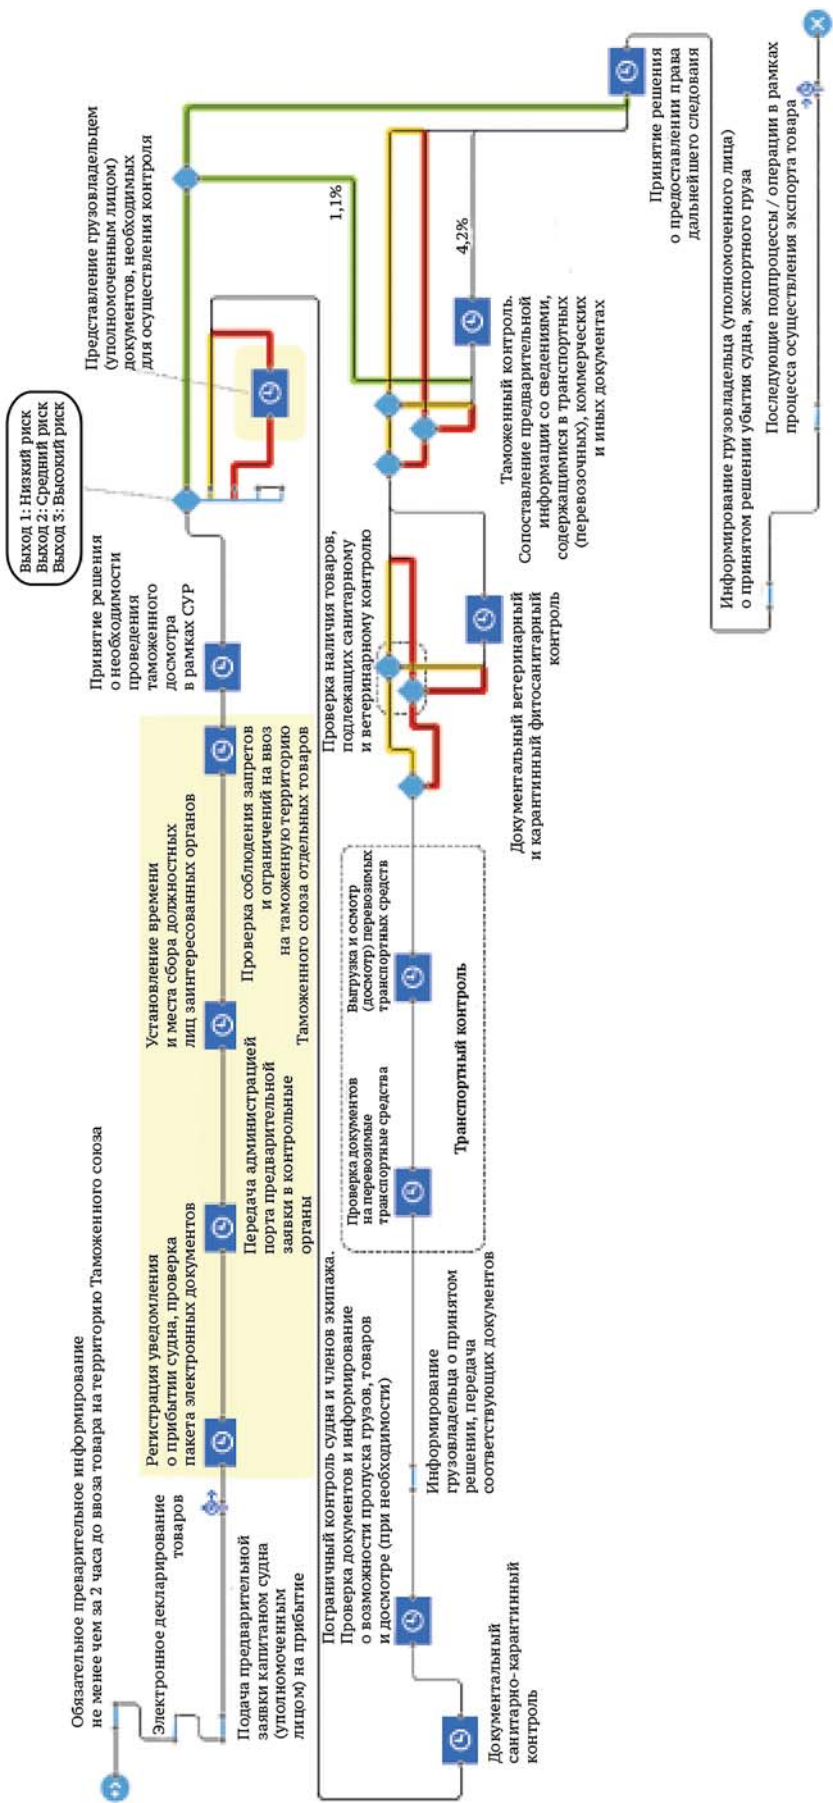 Обязательное преварительное информирование
не менее чем за 2 часа до ввоза товара на территорию Таможенного союза
Электронное декларирование
товаров
Подача предварительной
заявки капитаном судна
(уполномоченным
лицом) на прибытие
Регистрация уведомления
о прибытии судна, проверка
пакета электронных документов
Передача администрацией
порта предварительной
заявки в контрольные
органы
Установление времени
и места сбора должностных
лиц заинтересованных органов
Проверка соблюдения запретов
и ограничений на ввоз
на таможенную территорию
Таможенного союза отдельных товаров
Принятие решения
о необходимости
проведения
таможенного
досмотра
в рамках СУР
Выход 1: Низкий риск
Выход 2: Средний риск
Выход 3: Высокий риск
Представление грузовладельцем
(уполномоченным лицом)
документов, необходимых
для осуществления контроля
Документальный
санитарно-карантинный
контроль
Пограничный контроль судна и членов экипажа.
Проверка документов и информирование
о возможности пропуска грузов, товаров
и досмотре (при необходимости)
Информирование
грузовладельца о принятом
решении, передача
соответствующих документов
Проверка документов
на перевозимые
транспортные средства
Выгрузка и осмотр
(досмотр) перевозимых
транспортных средств
Транспортный контроль
Проверка наличия товаров,
подлежащих санитарному
и ветеринарному контролю
Документальный ветеринарный
и карантинный фитосанитарный
контроль
1,1%
4,2%
Таможенный контроль.
Сопоставление предварительной
информации со сведениями,
содержащимися в транспортных
(перевозочных), коммерческих
и иных документах
Принятие решения
о предоставлении права
дальнейшего следоваия
Информирование грузовладельца (уполномоченного лица)
о принятом решении убытия судна, экспортного груза
Последующие подпроцессы / операции в рамках
процесса осуществления экспорта товара